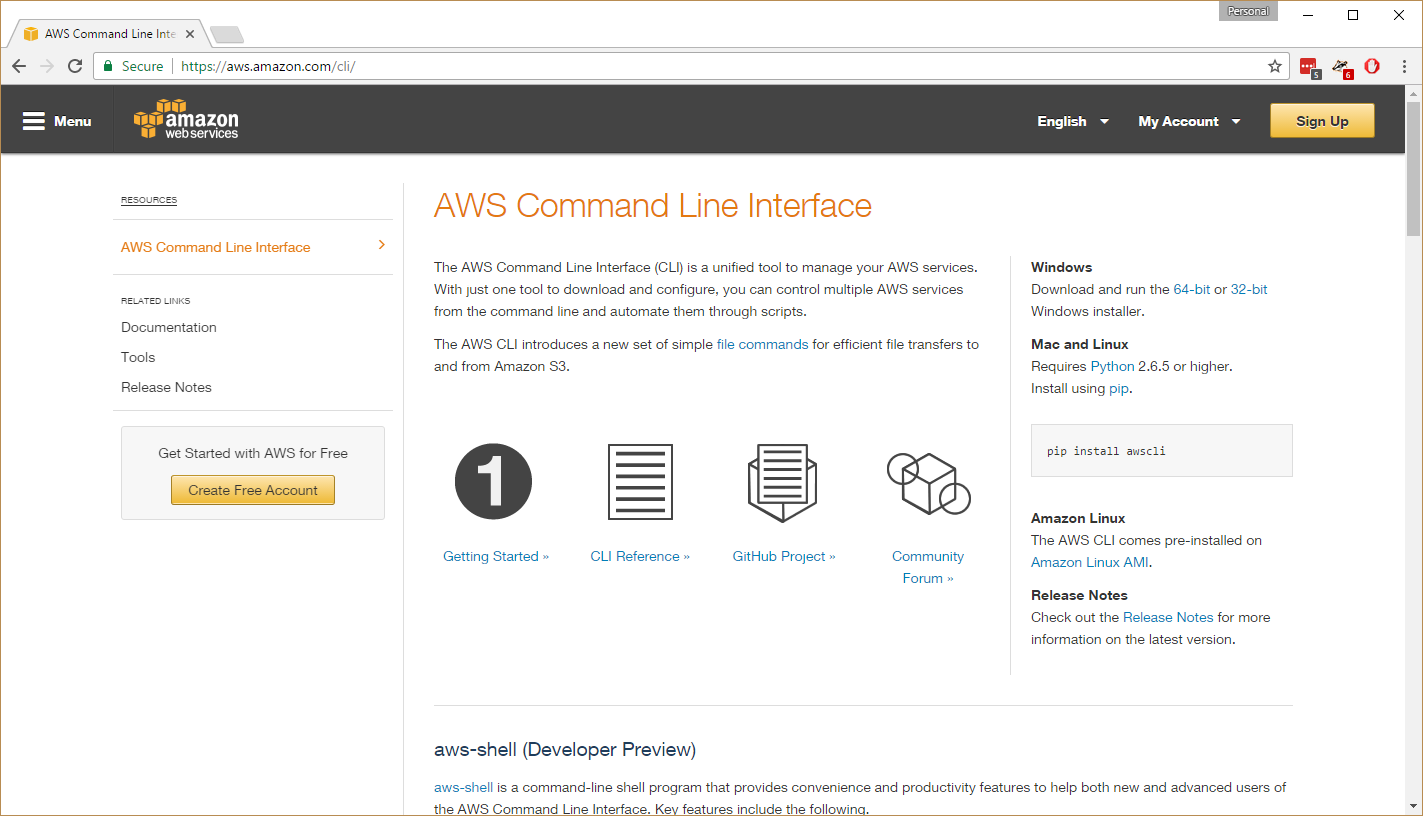 Personal
AWS Command Line Inte
Secure
https://aws.amazon.com/cli/
5
6
Menu
amazon
web services
English
My Account
Sign Up
RESOURCES
AWS Command Line Interface
RELATED LINKS
Documentation
Tools
Release Notes
Get Started with AWS for Free
Create Free Account
AWS Command Line Interface
The AWS Command Line Interface (CLI) is a unified tool to manage your AWS services.
With just one tool to download and configure, you can control multiple AWS services
from the command line and automate them through scripts.
The AWS CLI introduces a new set of simple file commands for efficient file transfers to
and from Amazon S3.
1
Getting Started »
CLI Reference »
GitHub Project »
Community
Forum »
Windows
Download and run the 64-bit or 32-bit
Windows installer.
Mac and Linux
Requires Python 2.6.5 or higher.
Install using pip.
pip install awscli
Amazon Linux
The AWS CLI comes pre-installed on
Amazon Linux AMI.
Release Notes
Check out the Release Notes for more
information on the latest version.
aws-shell (Developer Preview)
aws-shell is a command-line shell program that provides convenience and productivity features to help both new and advanced users of
the AWS Command Line Interface. Key features include the following.